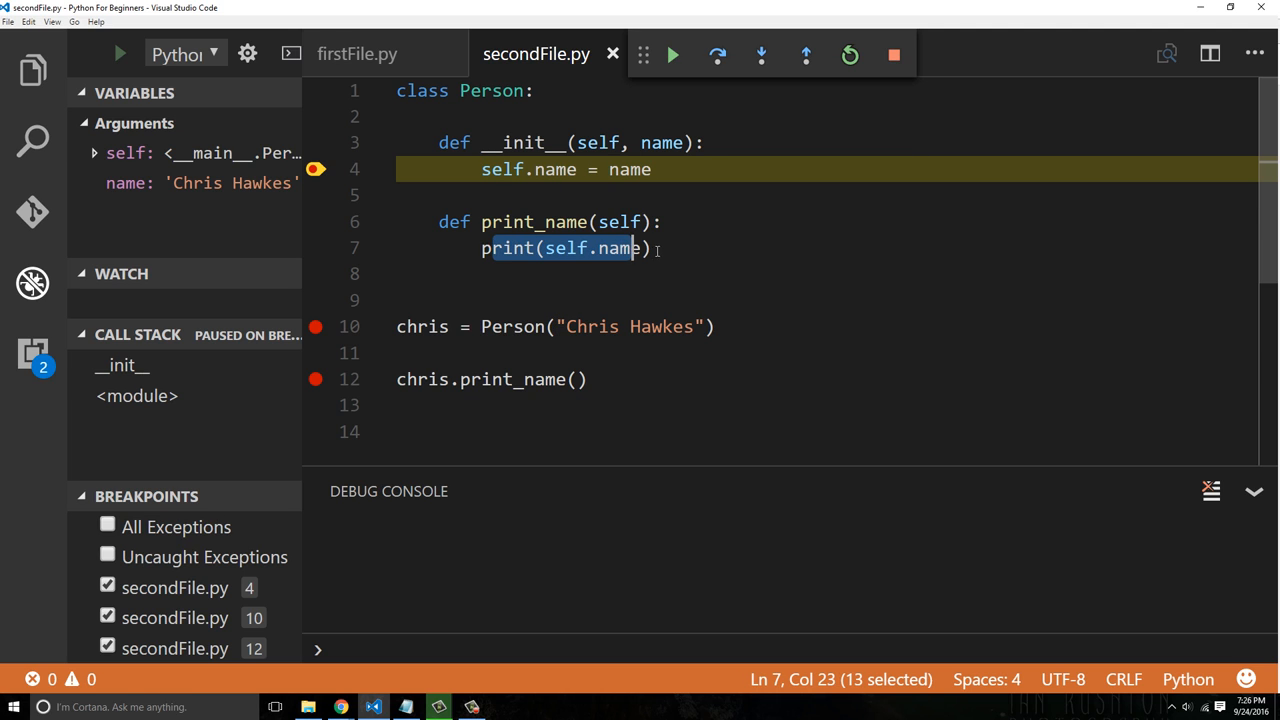 secondFile.py - Python For Beginners - Visual Studio Code
File Edit View Go Help
Python
firstFile.py
secondFile.py
VARIABLES
Arguments
self: <__main__.Per...
name: 'Chris Hawkes'
WATCH
CALL STACK PAUSED ON BRE...
__init__
<module>
BREAKPOINTS
All Exceptions
Uncaught Exceptions
secondFile.py 4
secondFile.py 10
secondFile.py 12
2
1 class Person:
2
3 def __init__(self, name):
4 self.name = name
5
6 def print_name(self):
7 print(self.name)
8
9
10 chris = Person("Chris Hawkes")
11
12 chris.print_name()
13
14
DEBUG CONSOLE
0 0
Ln 7, Col 23 (13 selected) Spaces: 4 UTF-8 CRLF Python
I'm Cortana. Ask me anything.
7:26 PM
9/24/2016